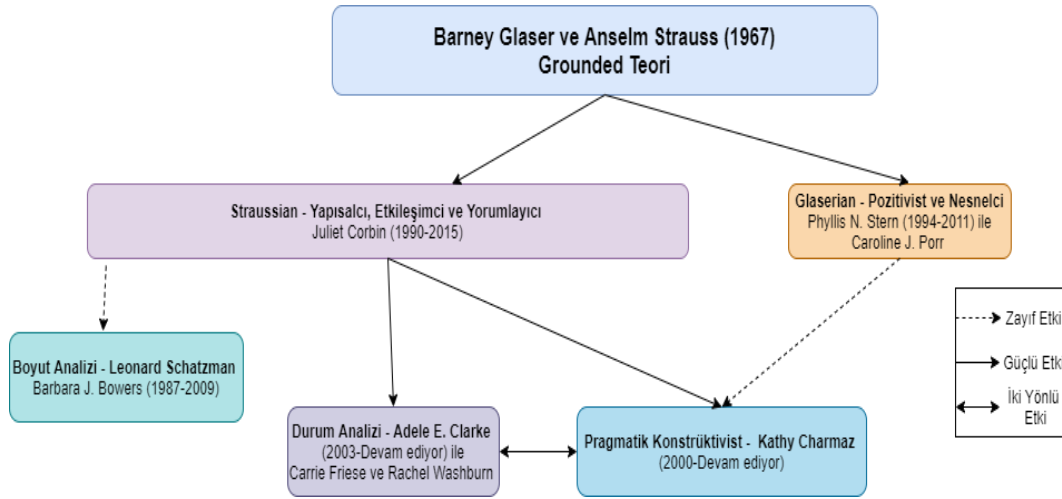 Barney Glaser ve Anselm Strauss (1967)
Grounded Teori
Straussian - Yapısalcı, Etkileşimci ve Yorumlayıcı
Juliet Corbin (1990-2015)
Glaserian - Pozitivist ve Nesnelci
Phyllis N. Stern (1994-2011) ile
Caroline J. Porr
Boyut Analizi - Leonard Schatzman
Barbara J. Bowers (1987-2009)
Durum Analizi - Adele E. Clarke
(2003-Devam ediyor) ile
Carrie Friese ve Rachel Washburn
Pragmatik Konstrüktivist - Kathy Charmaz
(2000-Devam ediyor)
Zayıf Etki
Güçlü Etki
İki Yönlü
Etki